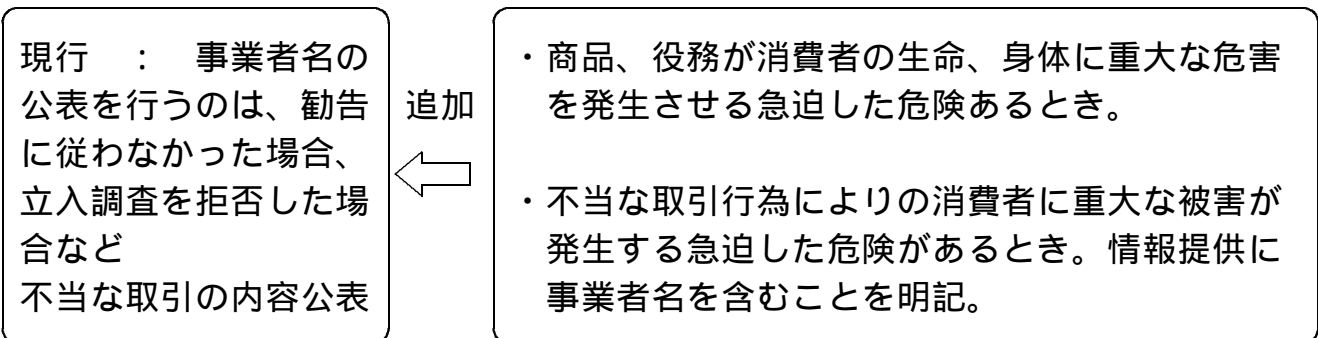 現行　：　事業者名の
公表を行うのは、勧告
に従わなかった場合、
立入調査を拒否した場
合など
不当な取引の内容公表
追加
・商品、役務が消費者の生命、身体に重大な危害
を発生させる急迫した危険あるとき。
・不当な取引行為によりの消費者に重大な被害が
発生する急迫した危険があるとき。情報提供に
事業者名を含むことを明記。